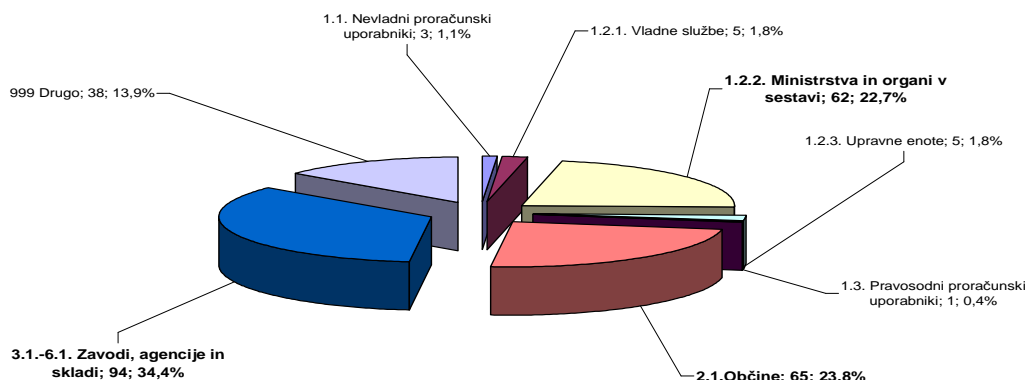 1.1. Nevladni proračunski
uporabniki; 3; 1,1%
1.2.1. Vladne službe; 5; 1,8%
1.2.2. Ministrstva in organi v
sestavi; 62; 22,7%
999 Drugo; 38; 13,9%
1.2.3. Upravne enote; 5; 1,8%
1.3. Pravosodni proračunski
uporabniki; 1; 0,4%
3.1.-6.1. Zavodi, agencije in
skladi; 94; 34,4%
2.1.Občine; 65; 23,8%